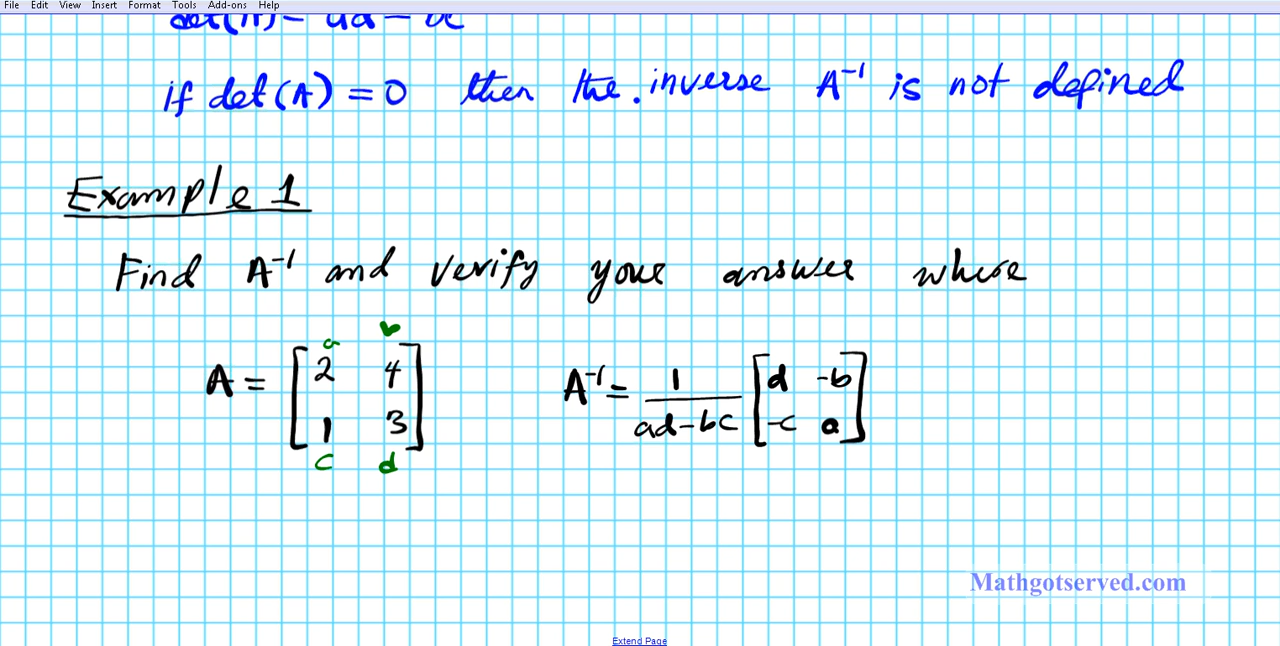 File Edit View Insert Format Tools Add-ons Help
if det(A) = 0 then the inverse A⁻¹ is not defined
Example 1
Find A⁻¹ and verify your answer where
a b
A = [2 4
1 3]
c d
A⁻¹ = 1/(ad-bc) [d -b
-c a]
Mathgotserved.com
Extend Page